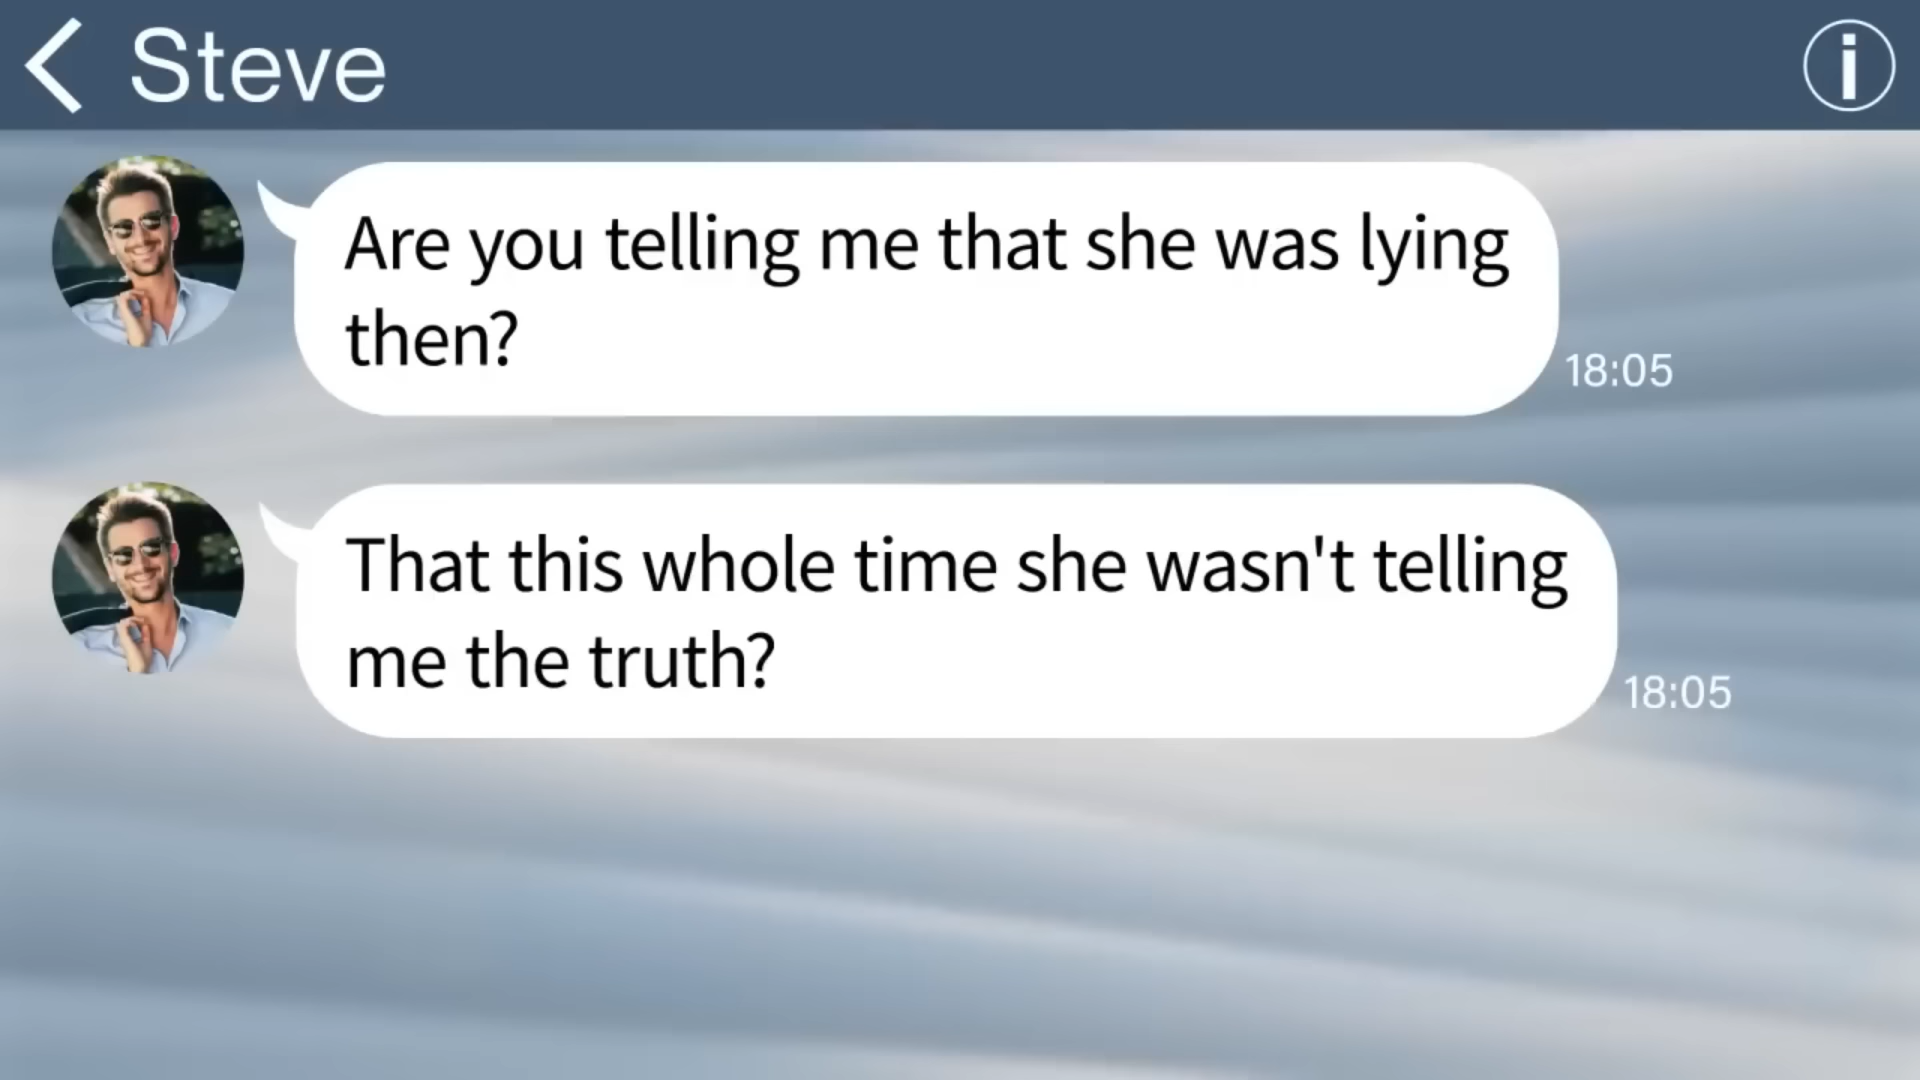 Steve
Are you telling me that she was lying
then?
18:05
That this whole time she wasn't telling
me the truth?
18:05